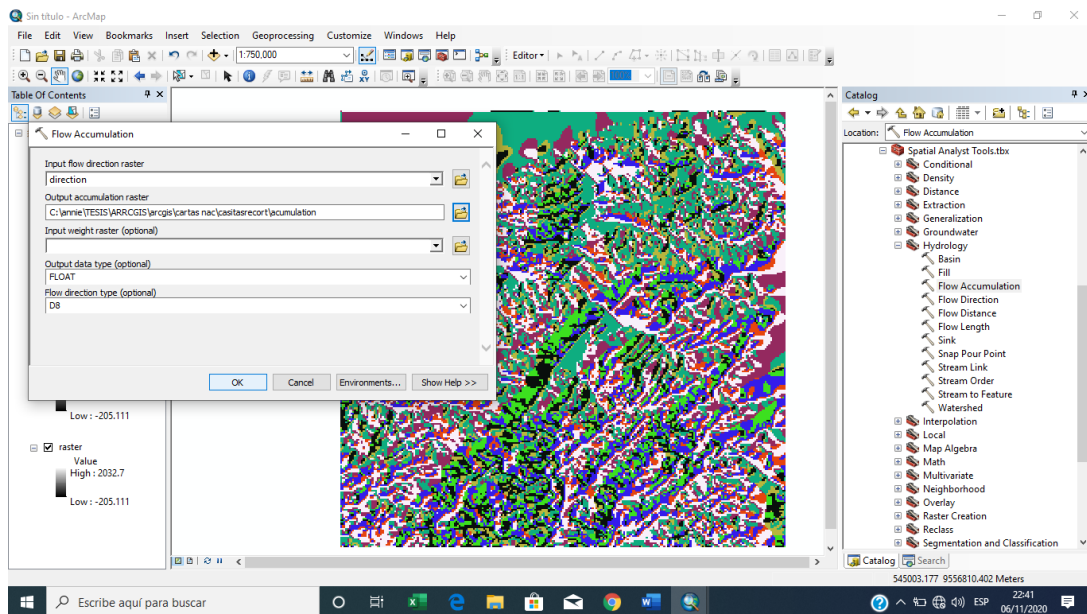 Sin título - ArcMap
File Edit View Bookmarks Insert Selection Geoprocessing Customize Windows Help
1:750,000
Editor
Table Of Contents
Flow Accumulation
Input flow direction raster
direction
Output accumulation raster
C:\annie\TESIS\ARRCGIS\arcgis\cartas nac\casitasrecort\acumulation
Input weight raster (optional)
Output data type (optional)
FLOAT
Flow direction type (optional)
D8
OK Cancel Environments... Show Help >>
Low : -205.111
raster
Value
High : 2032.7
Low : -205.111
Catalog
Location: Flow Accumulation
Spatial Analyst Tools.tbx
Conditional
Density
Distance
Extraction
Generalization
Groundwater
Hydrology
Basin
Fill
Flow Accumulation
Flow Direction
Flow Distance
Flow Length
Sink
Snap Pour Point
Stream Link
Stream Order
Stream to Feature
Watershed
Interpolation
Local
Map Algebra
Math
Multivariate
Neighborhood
Overlay
Raster Creation
Reclass
Segmentation and Classification
Catalog Search
545003.177 9556810.402 Meters
Escribe aquí para buscar
ESP
22:41
06/11/2020